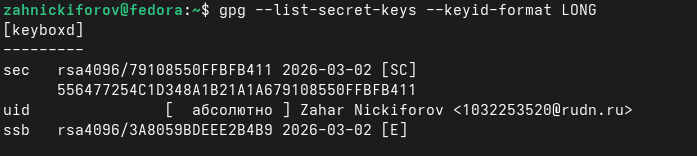 zahnickiforov@fedora:~$ gpg --list-secret-keys --keyid-format LONG
[keyboxd]
---------
sec   rsa4096/79108550FFBFB411 2026-03-02 [SC]
      556477254C1D348A1B21A1A679108550FFBFB411
uid              [  абсолютно ] Zahar Nickiforov <1032253520@rudn.ru>
ssb   rsa4096/3A8059BDEEE2B4B9 2026-03-02 [E]